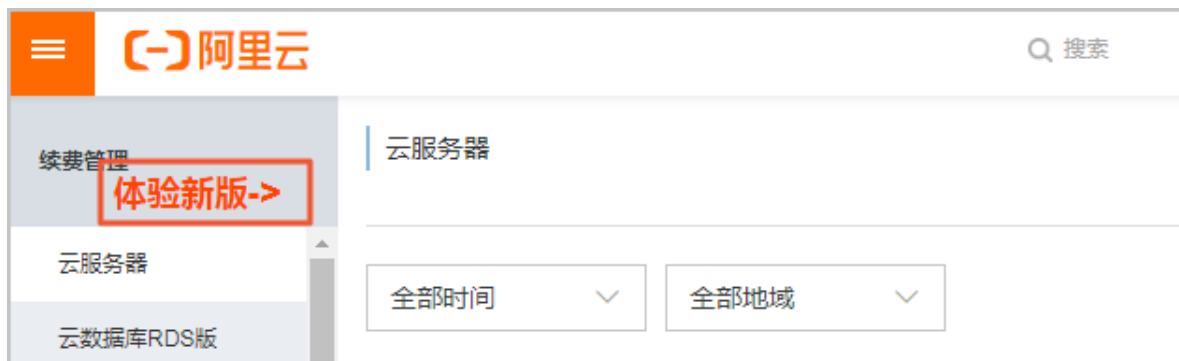 阿里云
搜索
续费管理
体验新版->
云服务器
云数据库RDS版
云服务器
全部时间
全部地域